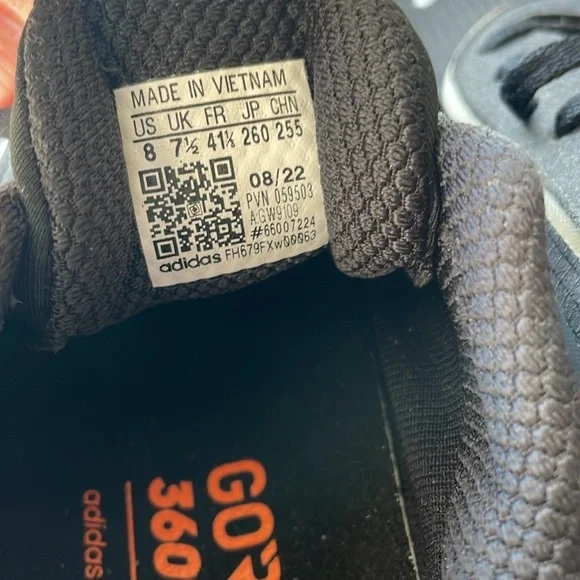 MADE IN VIETNAM
US UK FR JP CHN
8 7½ 41⅓ 260 255
08/22
PVN 059503
AGW9109
#66007224
adidas FH679FXw00063
GO
360
adidas